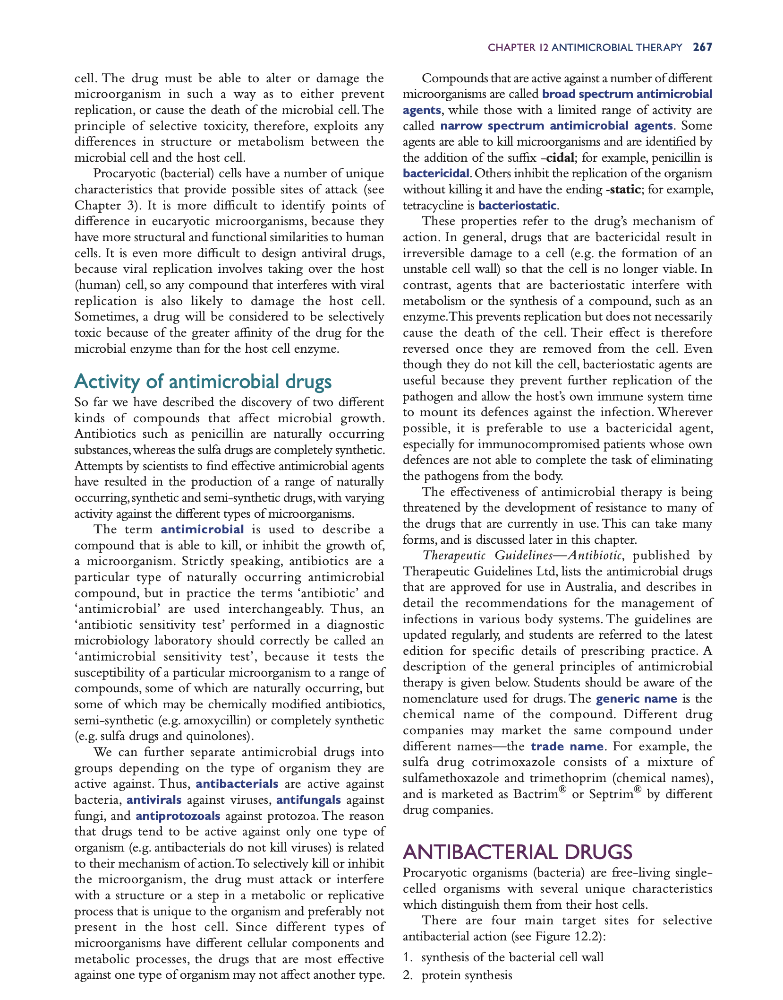 CHAPTER 12 ANTIMICROBIAL THERAPY 267
cell. The drug must be able to alter or damage the
microorganism in such a way as to either prevent
replication, or cause the death of the microbial cell. The
principle of selective toxicity, therefore, exploits any
differences in structure or metabolism between the
microbial cell and the host cell.
Procaryotic (bacterial) cells have a number of unique
characteristics that provide possible sites of attack (see
Chapter 3). It is more difficult to identify points of
difference in eucaryotic microorganisms, because they
have more structural and functional similarities to human
cells. It is even more difficult to design antiviral drugs,
because viral replication involves taking over the host
(human) cell, so any compound that interferes with viral
replication is also likely to damage the host cell.
Sometimes, a drug will be considered to be selectively
toxic because of the greater affinity of the drug for the
microbial enzyme than for the host cell enzyme.
Activity of antimicrobial drugs
So far we have described the discovery of two different
kinds of compounds that affect microbial growth.
Antibiotics such as penicillin are naturally occurring
substances, whereas the sulfa drugs are completely synthetic.
Attempts by scientists to find effective antimicrobial agents
have resulted in the production of a range of naturally
occurring, synthetic and semi-synthetic drugs, with varying
activity against the different types of microorganisms.
The term antimicrobial is used to describe a
compound that is able to kill, or inhibit the growth of,
a microorganism. Strictly speaking, antibiotics are a
particular type of naturally occurring antimicrobial
compound, but in practice the terms ‘antibiotic’ and
‘antimicrobial’ are used interchangeably. Thus, an
‘antibiotic sensitivity test’ performed in a diagnostic
microbiology laboratory should correctly be called an
‘antimicrobial sensitivity test’, because it tests the
susceptibility of a particular microorganism to a range of
compounds, some of which are naturally occurring, but
some of which may be chemically modified antibiotics,
semi-synthetic (e.g. amoxycillin) or completely synthetic
(e.g. sulfa drugs and quinolones).
We can further separate antimicrobial drugs into
groups depending on the type of organism they are
active against. Thus, antibacterials are active against
bacteria, antivirals against viruses, antifungals against
fungi, and antiprotozoals against protozoa. The reason
that drugs tend to be active against only one type of
organism (e.g. antibacterials do not kill viruses) is related
to their mechanism of action. To selectively kill or inhibit
the microorganism, the drug must attack or interfere
with a structure or a step in a metabolic or replicative
process that is unique to the organism and preferably not
present in the host cell. Since different types of
microorganisms have different cellular components and
metabolic processes, the drugs that are most effective
against one type of organism may not affect another type.
Compounds that are active against a number of different
microorganisms are called broad spectrum antimicrobial
agents, while those with a limited range of activity are
called narrow spectrum antimicrobial agents. Some
agents are able to kill microorganisms and are identified by
the addition of the suffix -cidal; for example, penicillin is
bactericidal. Others inhibit the replication of the organism
without killing it and have the ending -static; for example,
tetracycline is bacteriostatic.
These properties refer to the drug’s mechanism of
action. In general, drugs that are bactericidal result in
irreversible damage to a cell (e.g. the formation of an
unstable cell wall) so that the cell is no longer viable. In
contrast, agents that are bacteriostatic interfere with
metabolism or the synthesis of a compound, such as an
enzyme. This prevents replication but does not necessarily
cause the death of the cell. Their effect is therefore
reversed once they are removed from the cell. Even
though they do not kill the cell, bacteriostatic agents are
useful because they prevent further replication of the
pathogen and allow the host’s own immune system time
to mount its defences against the infection. Wherever
possible, it is preferable to use a bactericidal agent,
especially for immunocompromised patients whose own
defences are not able to complete the task of eliminating
the pathogens from the body.
The effectiveness of antimicrobial therapy is being
threatened by the development of resistance to many of
the drugs that are currently in use. This can take many
forms, and is discussed later in this chapter.
Therapeutic Guidelines—Antibiotic, published by
Therapeutic Guidelines Ltd, lists the antimicrobial drugs
that are approved for use in Australia, and describes in
detail the recommendations for the management of
infections in various body systems. The guidelines are
updated regularly, and students are referred to the latest
edition for specific details of prescribing practice. A
description of the general principles of antimicrobial
therapy is given below. Students should be aware of the
nomenclature used for drugs. The generic name is the
chemical name of the compound. Different drug
companies may market the same compound under
different names—the trade name. For example, the
sulfa drug cotrimoxazole consists of a mixture of
sulfamethoxazole and trimethoprim (chemical names),
and is marketed as Bactrim® or Septrim® by different
drug companies.
ANTIBACTERIAL DRUGS
Procaryotic organisms (bacteria) are free-living single-
celled organisms with several unique characteristics
which distinguish them from their host cells.
There are four main target sites for selective
antibacterial action (see Figure 12.2):
1. synthesis of the bacterial cell wall
2. protein synthesis